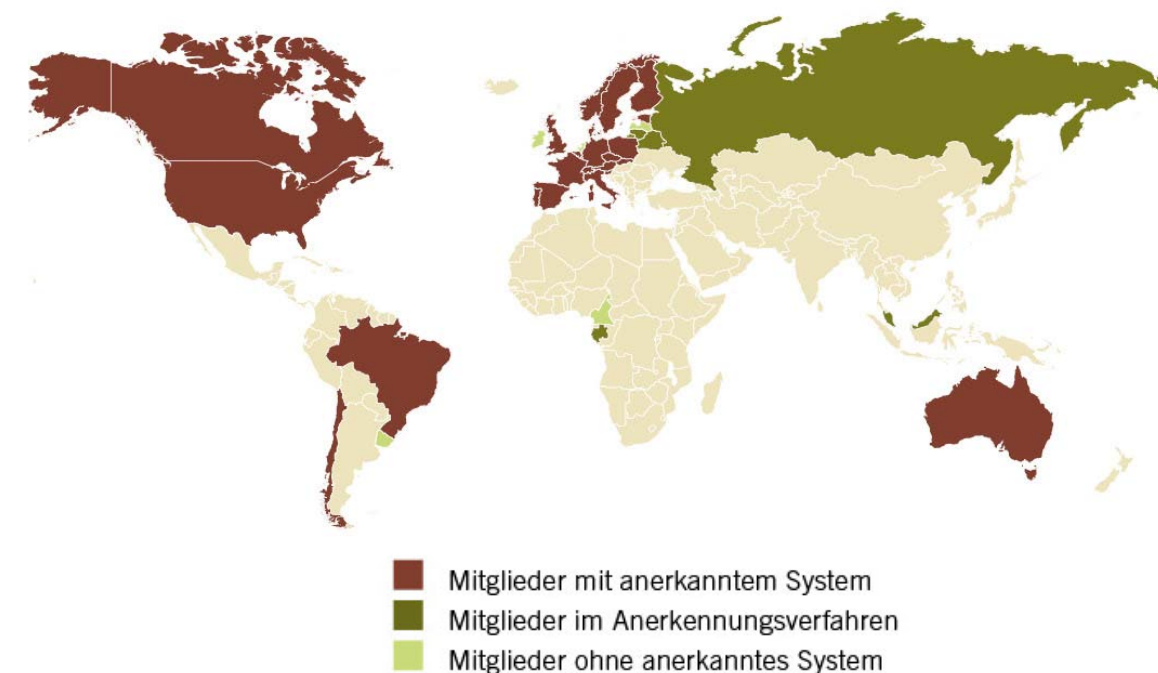 Mitglieder mit anerkanntem System
Mitglieder im Anerkennungsverfahren
Mitglieder ohne anerkanntes System